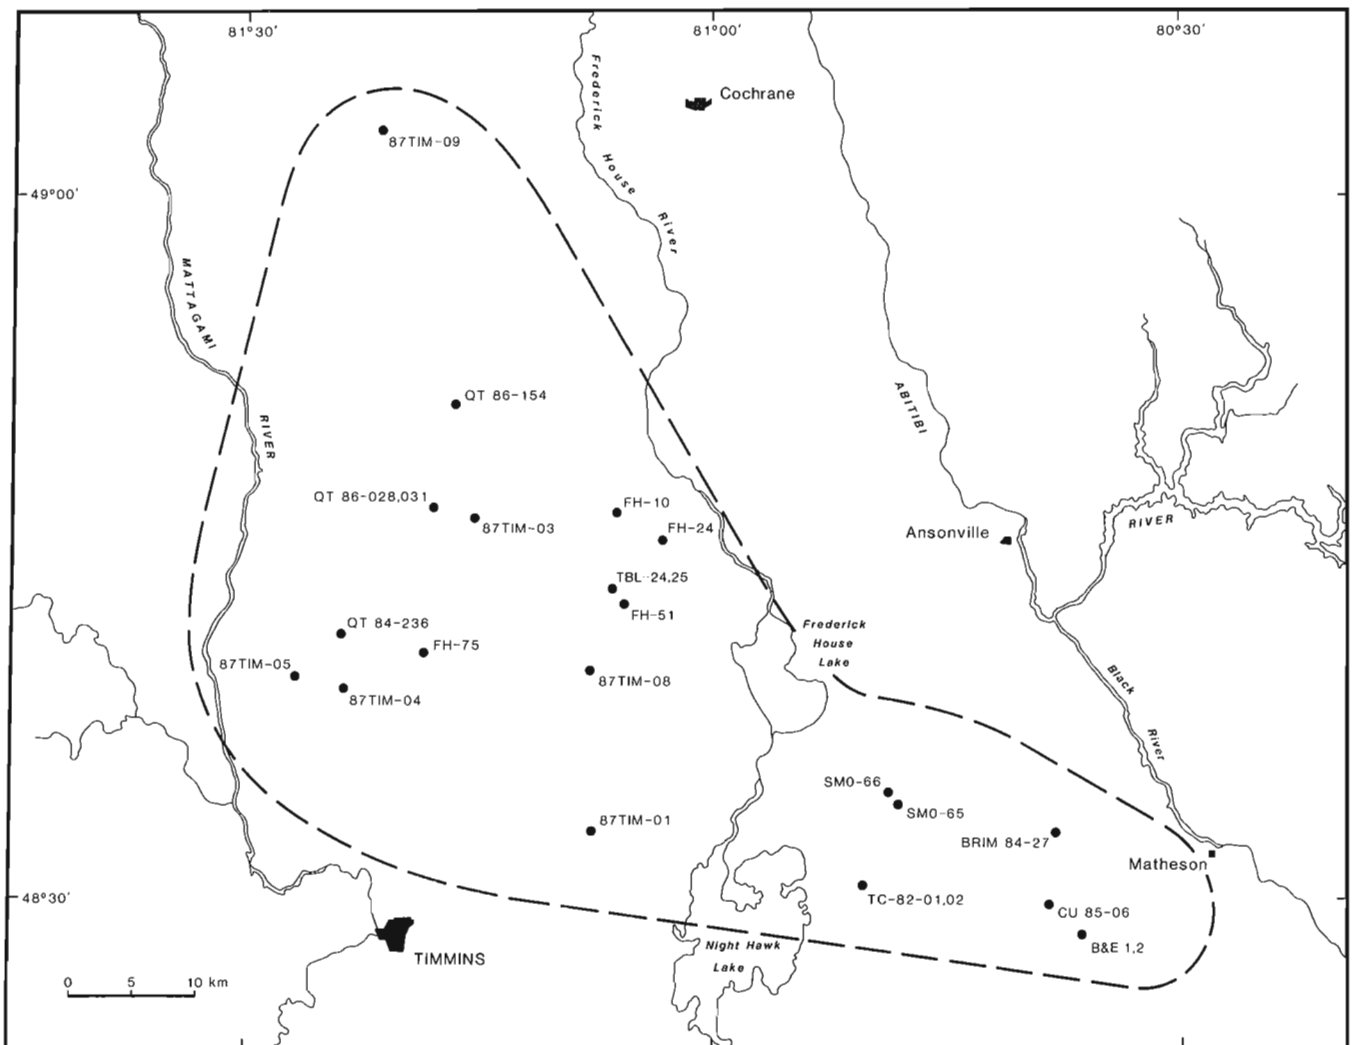 81°30'
81°00'
80°30'
Frederick House River
Cochrane
87TIM-09
49°00'
MATTAGAMI RIVER
QT 86-154
ABITIBI RIVER
QT 86-028,031
87TIM-03
FH-10
FH-24
Ansonville
TBL-24,25
FH-51
QT 84-236
FH-75
87TIM-05
87TIM-04
87TIM-08
Frederick
House
Lake
Black River
SMO-66
SMO-65
87TIM-01
BRIM 84-27
Matheson
48°30'
TC-82-01,02
CU 85-06
B&E 1,2
Night Hawk
Lake
TiMMINS
0 5 10 km